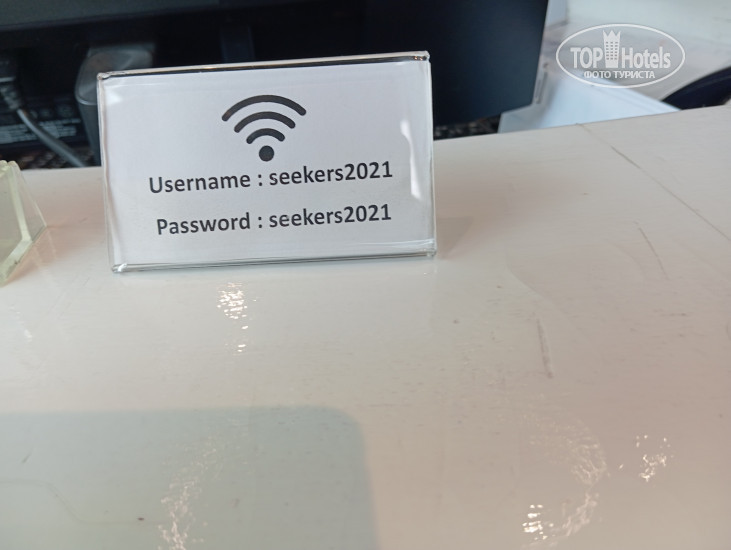 TOP Hotels
ФОТО ТУРИСТА
Username : seekers2021
Password : seekers2021